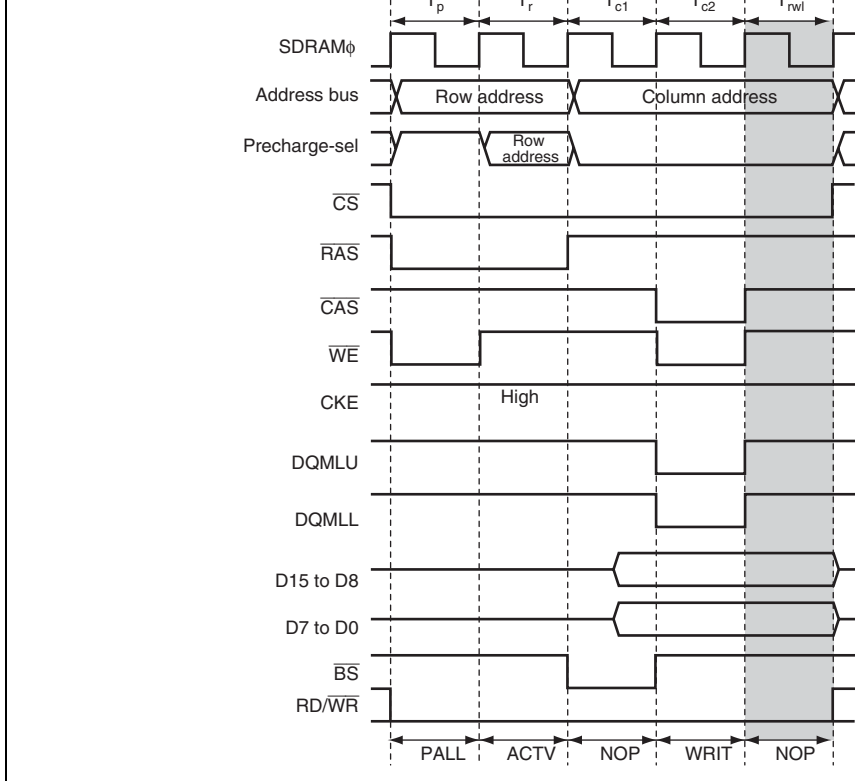 Tp Tr Tc1 Tc2 Trwl
SDRAMϕ
Address bus Row address Column address
Precharge-sel Row address
CS
RAS
CAS
WE
CKE High
DQMLU
DQMLL
D15 to D8
D7 to D0
BS
RD/WR
PALL ACTV NOP WRIT NOP